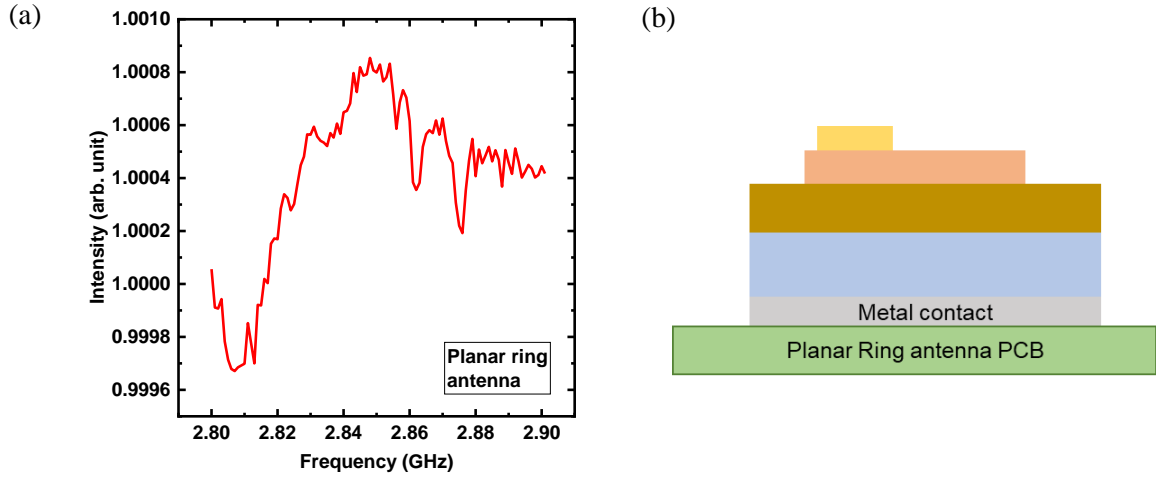 (a)
1.0010
1.0008
1.0006
1.0004
1.0002
1.0000
0.9998
0.9996
Intensity (arb. unit)
Planar ring
antenna
2.80 2.82 2.84 2.86 2.88 2.90
Frequency (GHz)
(b)
Metal contact
Planar Ring antenna PCB